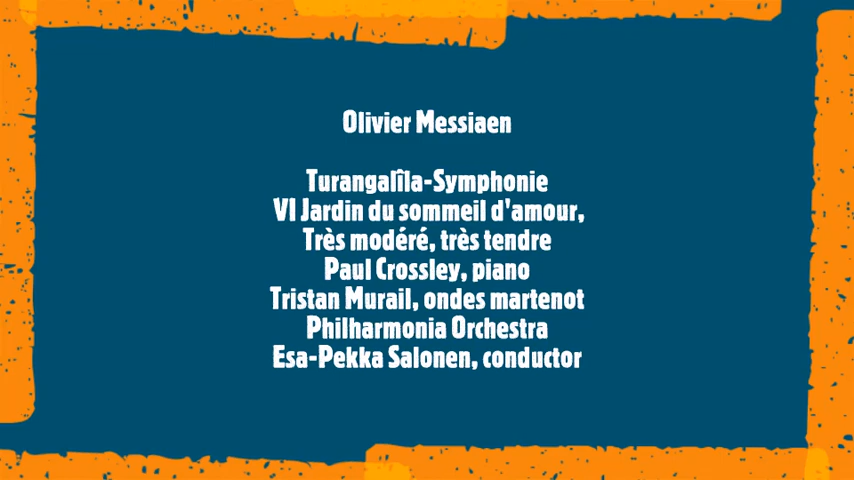 Olivier Messiaen
Turangalîla-Symphonie
VI Jardin du sommeil d'amour,
Très modéré, très tendre
Paul Crossley, piano
Tristan Murail, ondes martenot
Philharmonia Orchestra
Esa-Pekka Salonen, conductor